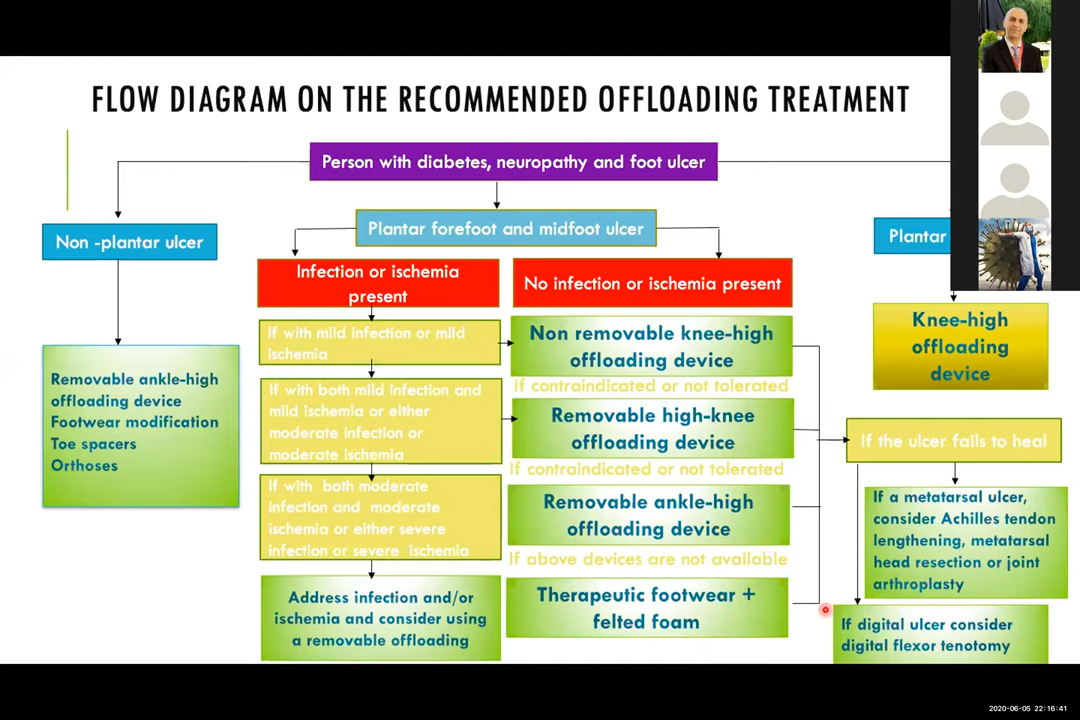 FLOW DIAGRAM ON THE RECOMMENDED OFFLOADING TREATMENT
Person with diabetes, neuropathy and foot ulcer
Non -plantar ulcer
Plantar forefoot and midfoot ulcer
Plantar
Infection or ischemia
present
No infection or ischemia present
If with mild infection or mild
ischemia
Non removable knee-high
offloading device
Knee-high
offloading
device
Removable ankle-high
offloading device
Footwear modification
Toe spacers
Orthoses
If with both mild infection and
mild ischemia or either
moderate infection or
moderate ischemia
If contraindicated or not tolerated
Removable high-knee
offloading device
If contraindicated or not tolerated
If the ulcer fails to heal
If with both moderate
infection and moderate
ischemia or either severe
infection or severe ischemia
Removable ankle-high
offloading device
If above devices are not available
If a metatarsal ulcer,
consider Achilles tendon
lengthening, metatarsal
head resection or joint
arthroplasty
Address infection and/or
ischemia and consider using
a removable offloading
Therapeutic footwear +
felted foam
If digital ulcer consider
digital flexor tenotomy
2020-06-05 22:16:41